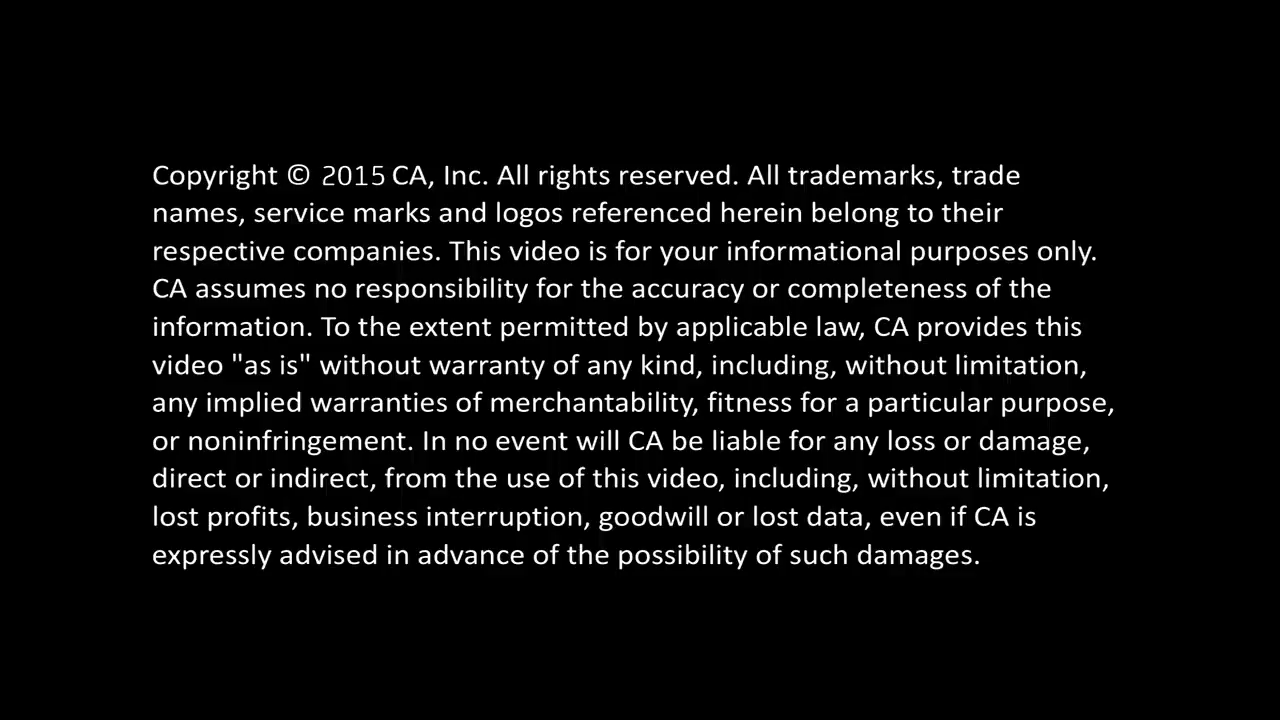 Copyright © 2015 CA, Inc. All rights reserved. All trademarks, trade
names, service marks and logos referenced herein belong to their
respective companies. This video is for your informational purposes only.
CA assumes no responsibility for the accuracy or completeness of the
information. To the extent permitted by applicable law, CA provides this
video "as is" without warranty of any kind, including, without limitation,
any implied warranties of merchantability, fitness for a particular purpose,
or noninfringement. In no event will CA be liable for any loss or damage,
direct or indirect, from the use of this video, including, without limitation,
lost profits, business interruption, goodwill or lost data, even if CA is
expressly advised in advance of the possibility of such damages.